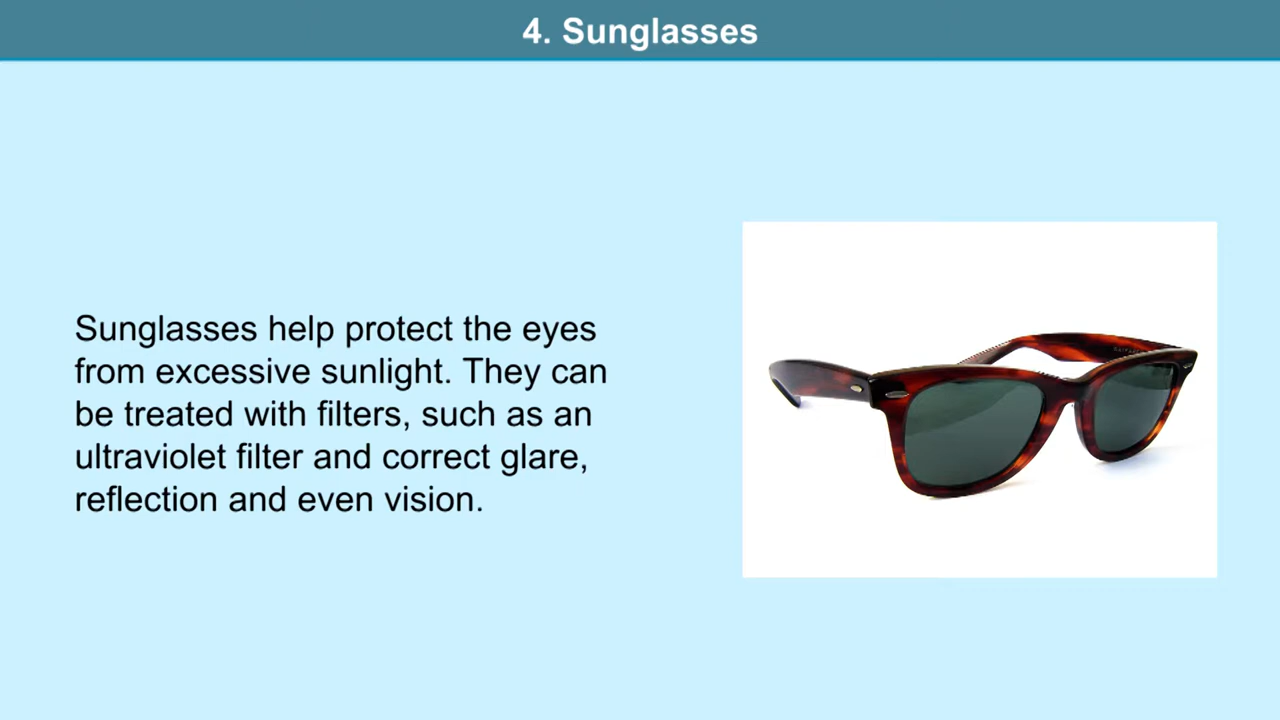 4. Sunglasses
Sunglasses help protect the eyes
from excessive sunlight. They can
be treated with filters, such as an
ultraviolet filter and correct glare,
reflection and even vision.